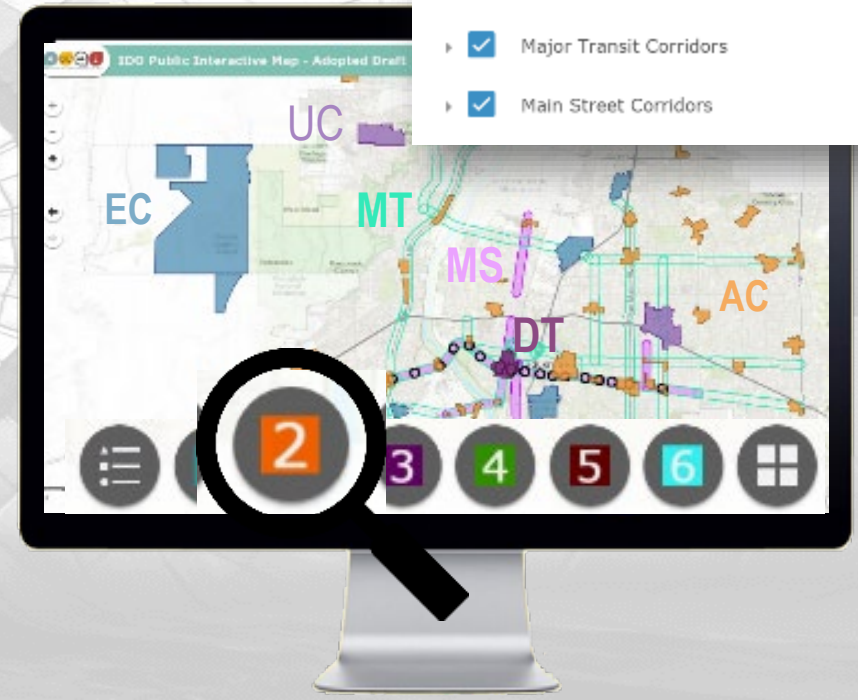 Major Transit Corridors
Main Street Corridors
IDO Public Interactive Map - Adopted Draft
UC
EC
MT
MS
AC
DT
2
3
4
5
6